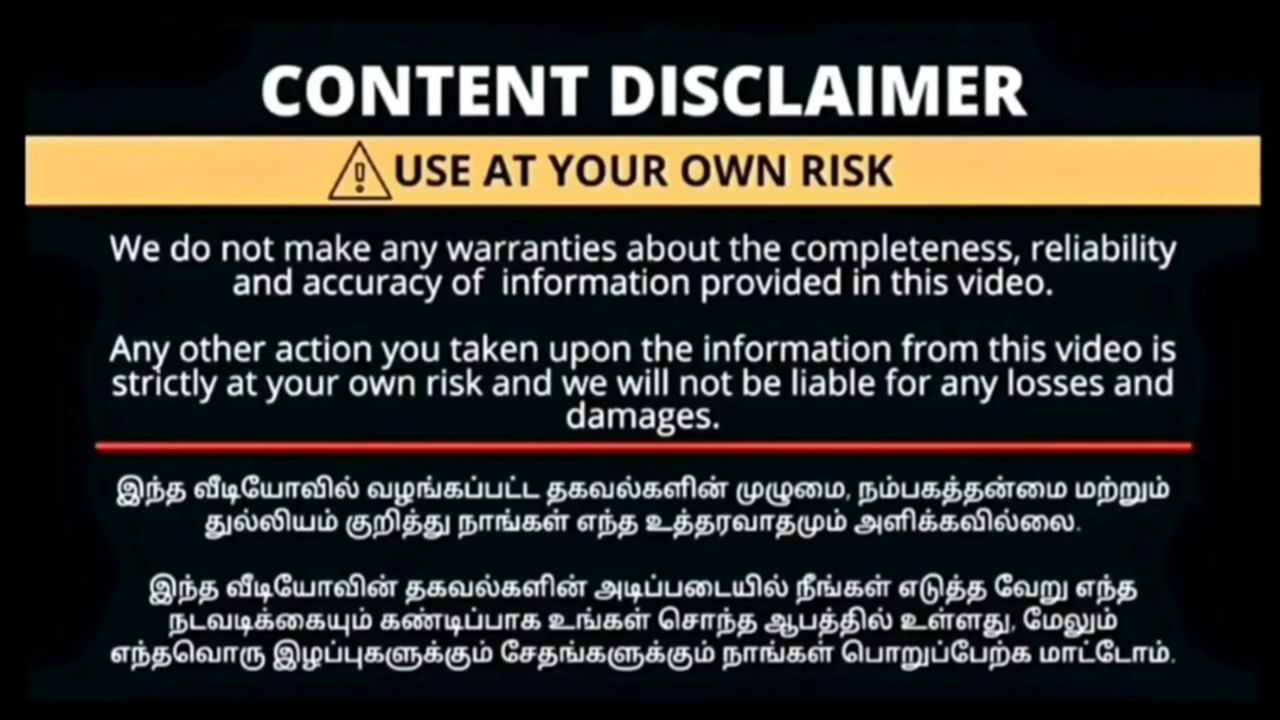 CONTENT DISCLAIMER
USE AT YOUR OWN RISK
We do not make any warranties about the completeness, reliability
and accuracy of information provided in this video.
Any other action you taken upon the information from this video is
strictly at your own risk and we will not be liable for any losses and
damages.
இந்த வீடியோவில் வழங்கப்பட்ட தகவல்களின் முழுமை, நம்பகத்தன்மை மற்றும்
துல்லியம் குறித்து நாங்கள் எந்த உத்தரவாதமும் அளிக்கவில்லை.
இந்த வீடியோவின் தகவல்களின் அடிப்படையில் நீங்கள் எடுத்த வேறு எந்த
நடவடிக்கையும் கண்டிப்பாக உங்கள் சொந்த ஆபத்தில் உள்ளது, மேலும்
எந்தவொரு இழப்புகளுக்கும் சேதங்களுக்கும் நாங்கள் பொறுப்பேற்க மாட்டோம்.